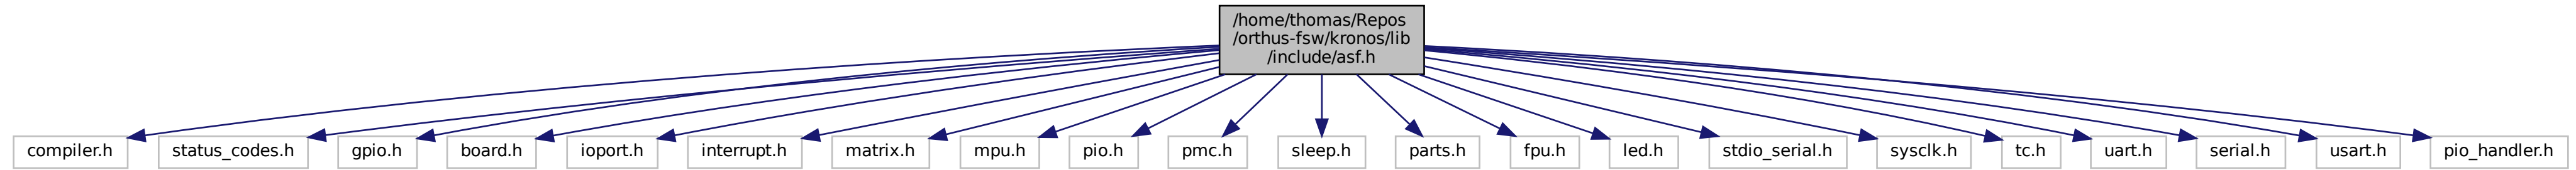 /home/thomas/Repos
/orthus-fsw/kronos/lib
/include/asf.h
compiler.h
status_codes.h
gpio.h
board.h
ioport.h
interrupt.h
matrix.h
mpu.h
pio.h
pmc.h
sleep.h
parts.h
fpu.h
led.h
stdio_serial.h
sysclk.h
tc.h
uart.h
serial.h
usart.h
pio_handler.h